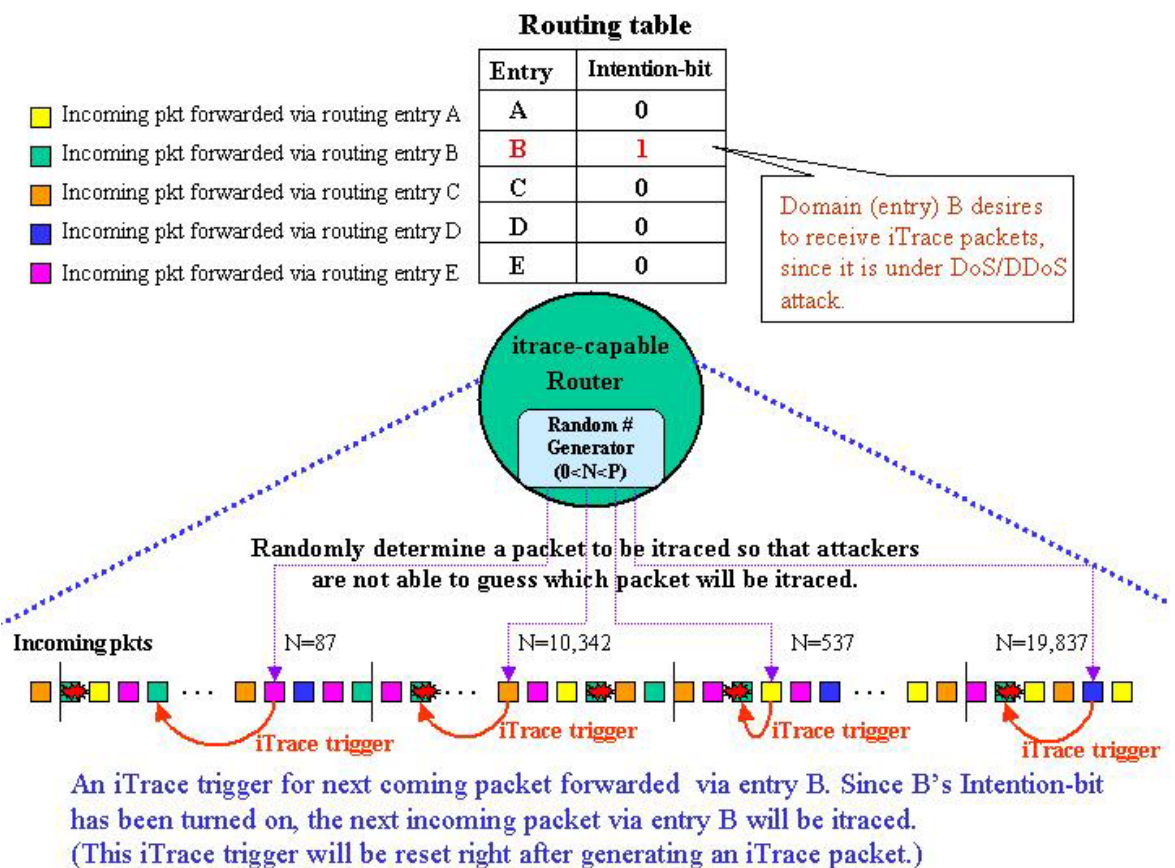 Routing table
Entry Intention-bit
A 0
B 1
C 0
D 0
E 0
Incoming pkt forwarded via routing entry A
Incoming pkt forwarded via routing entry B
Incoming pkt forwarded via routing entry C
Incoming pkt forwarded via routing entry D
Incoming pkt forwarded via routing entry E
Domain (entry) B desires
to receive iTrace packets,
since it is under DoS/DDoS
attack.
itrace-capable
Router
Random #
Generator
(0<N<P)
Randomly determine a packet to be itraced so that attackers
are not able to guess which packet will be itraced.
Incoming pkts
N=87
N=10,342
N=537
N=19,837
iTrace trigger
iTrace trigger
iTrace trigger
iTrace trigger
An iTrace trigger for next coming packet forwarded via entry B. Since B's Intention-bit
has been turned on, the next incoming packet via entry B will be itraced.
(This iTrace trigger will be reset right after generating an iTrace packet.)